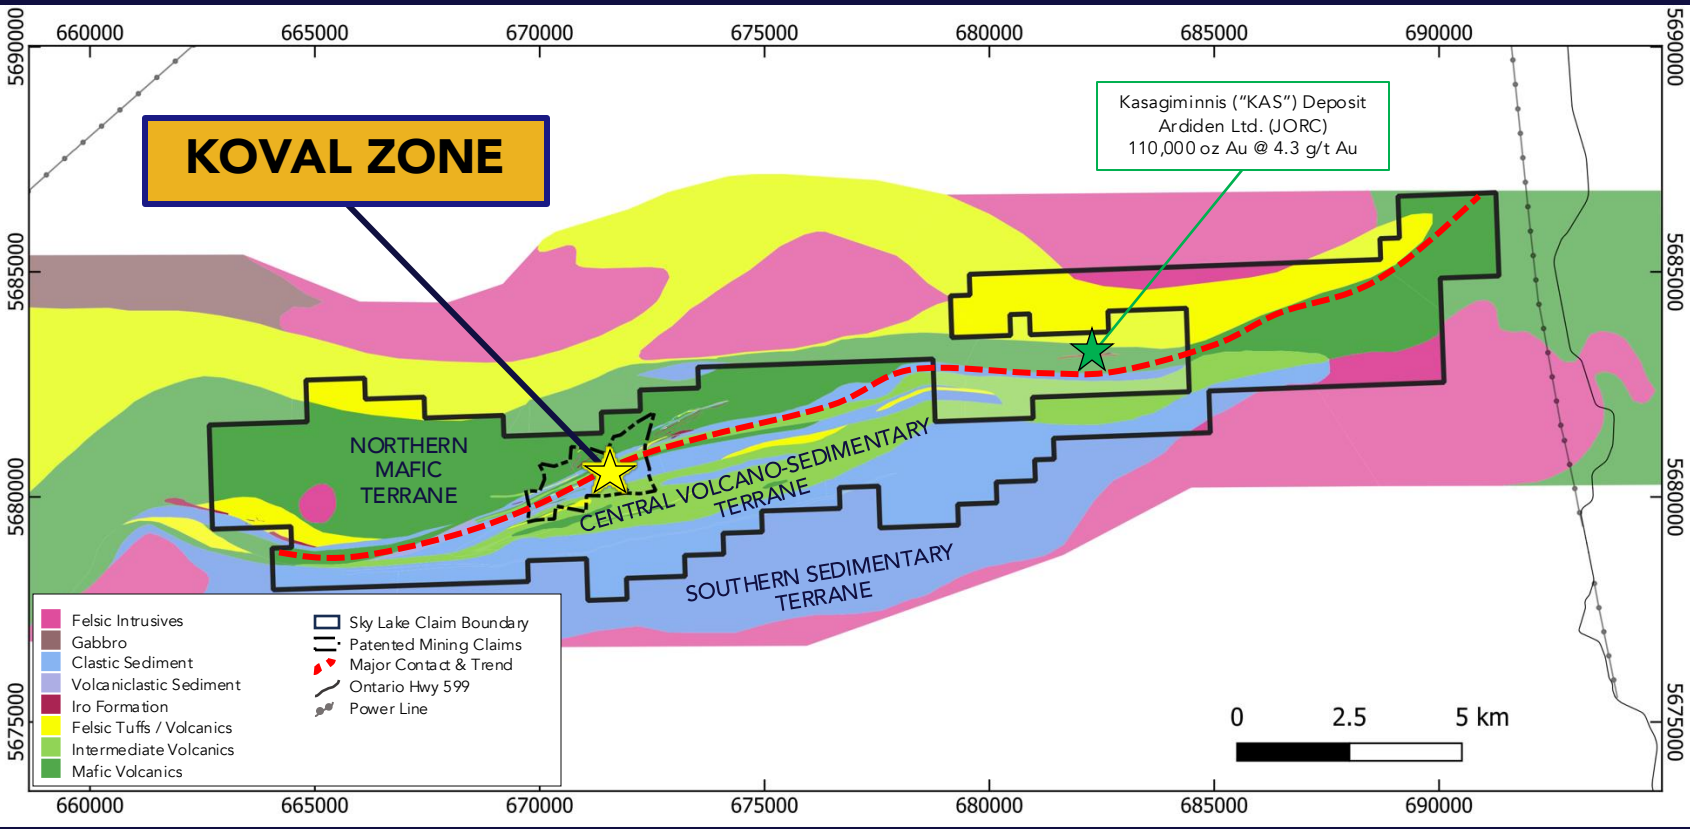 660000 665000 670000 675000 680000 685000 690000
5690000
5690000
KOVAL ZONE
Kasagiminnis (“KAS”) Deposit
Ardiden Ltd. (JORC)
110,000 oz Au @ 4.3 g/t Au
5685000
5685000
NORTHERN
MAFIC
TERRANE
CENTRAL VOLCANO-SEDIMENTARY
TERRANE
5680000
5680000
SOUTHERN SEDIMENTARY
TERRANE
Felsic Intrusives
Gabbro
Clastic Sediment
Volcaniclastic Sediment
Iro Formation
Felsic Tuffs / Volcanics
Intermediate Volcanics
Mafic Volcanics
Sky Lake Claim Boundary
Patented Mining Claims
Major Contact & Trend
Ontario Hwy 599
Power Line
5675000
5675000
0 2.5 5 km
660000 665000 670000 675000 680000 685000 690000